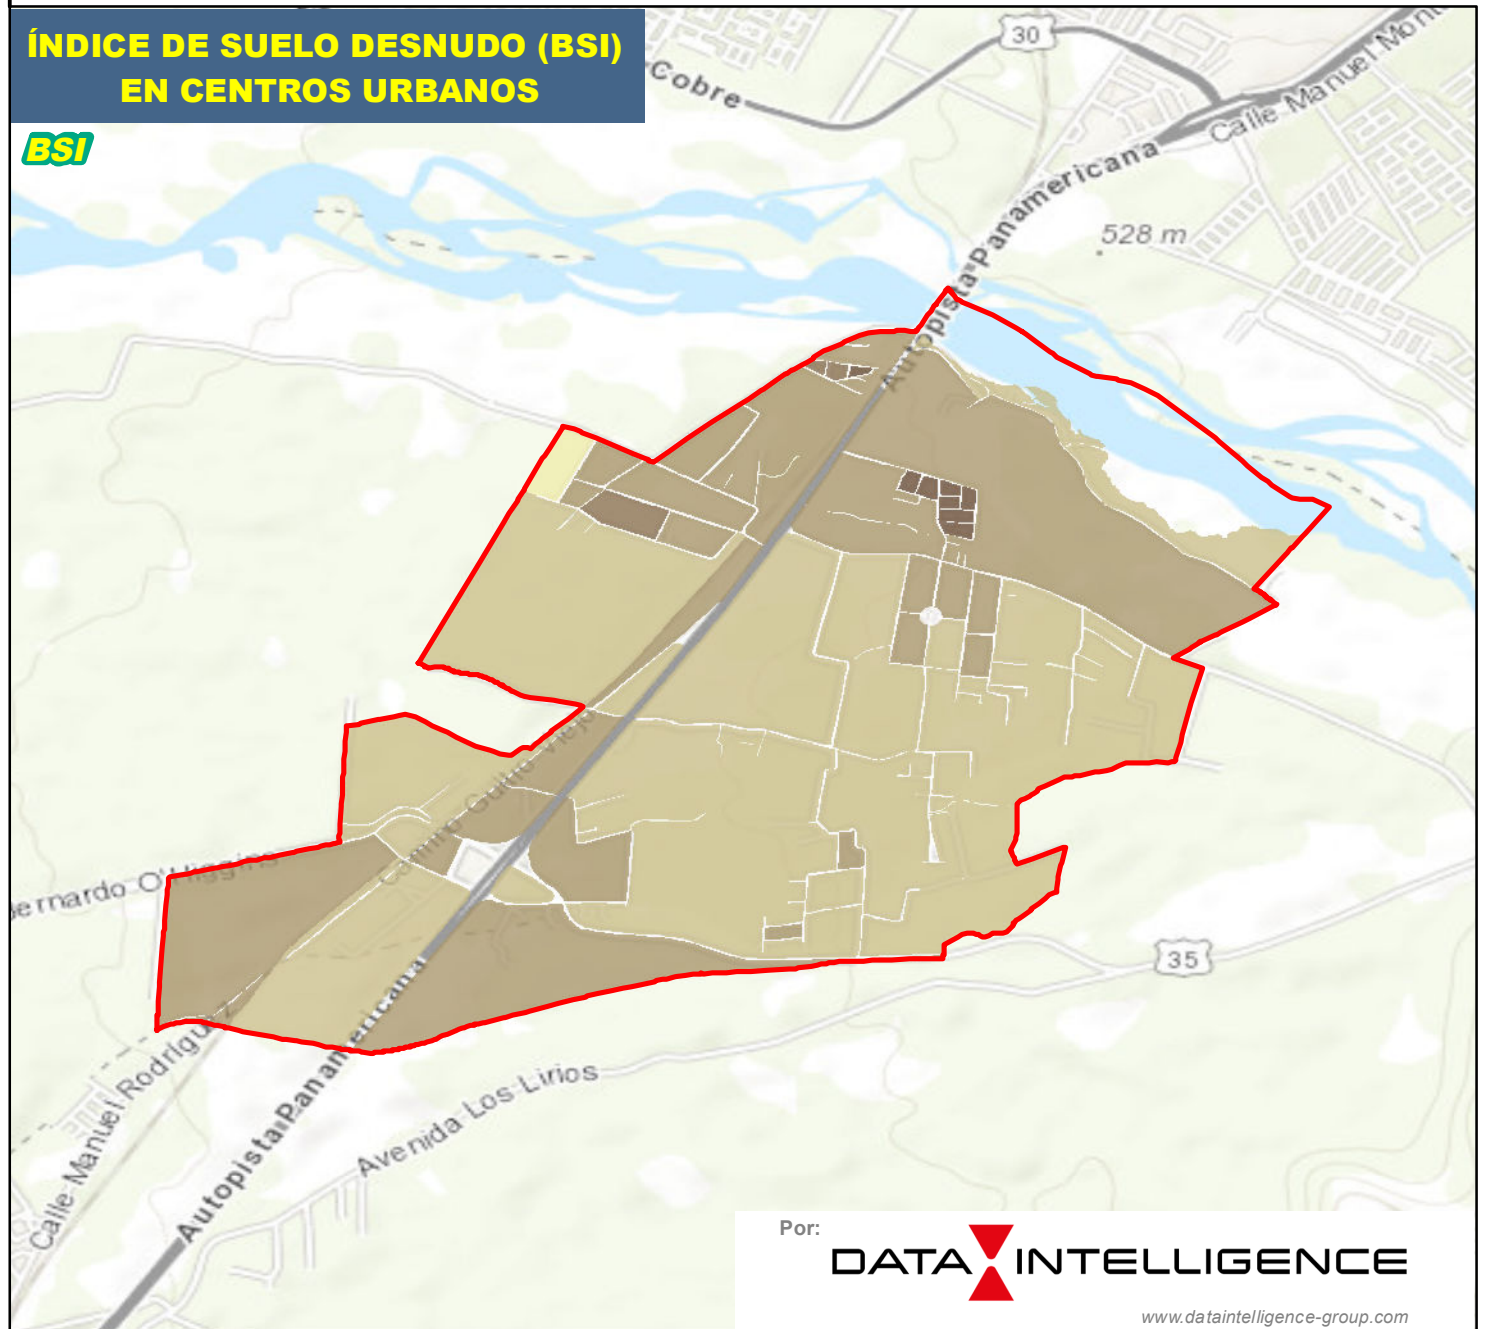 ÍNDICE DE SUELO DESNUDO (BSI)
EN CENTROS URBANOS
BSI
Cobre
30
Calle Manuel Mont
Autopista Panamericana
528 m
Camino Guillo Viejo
Bernardo O'Higgins
35
Calle Manuel Rodríguez
Autopista Panamericana
Avenida Los Lirios
Por:
DATA INTELLIGENCE
www.dataintelligence-group.com